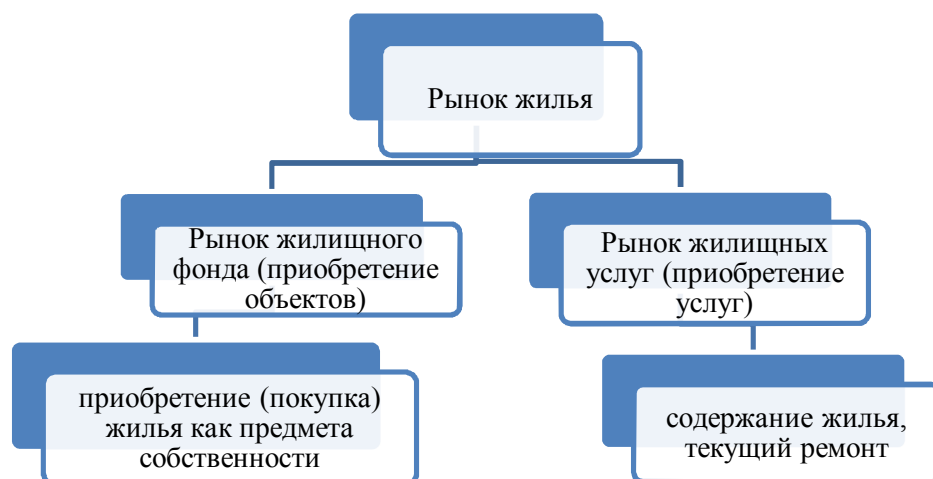 Рынок жилья
Рынок жилищного
фонда (приобретение
объектов)
Рынок жилищных
услуг (приобретение
услуг)
приобретение (покупка)
жилья как предмета
собственности
содержание жилья,
текущий ремонт